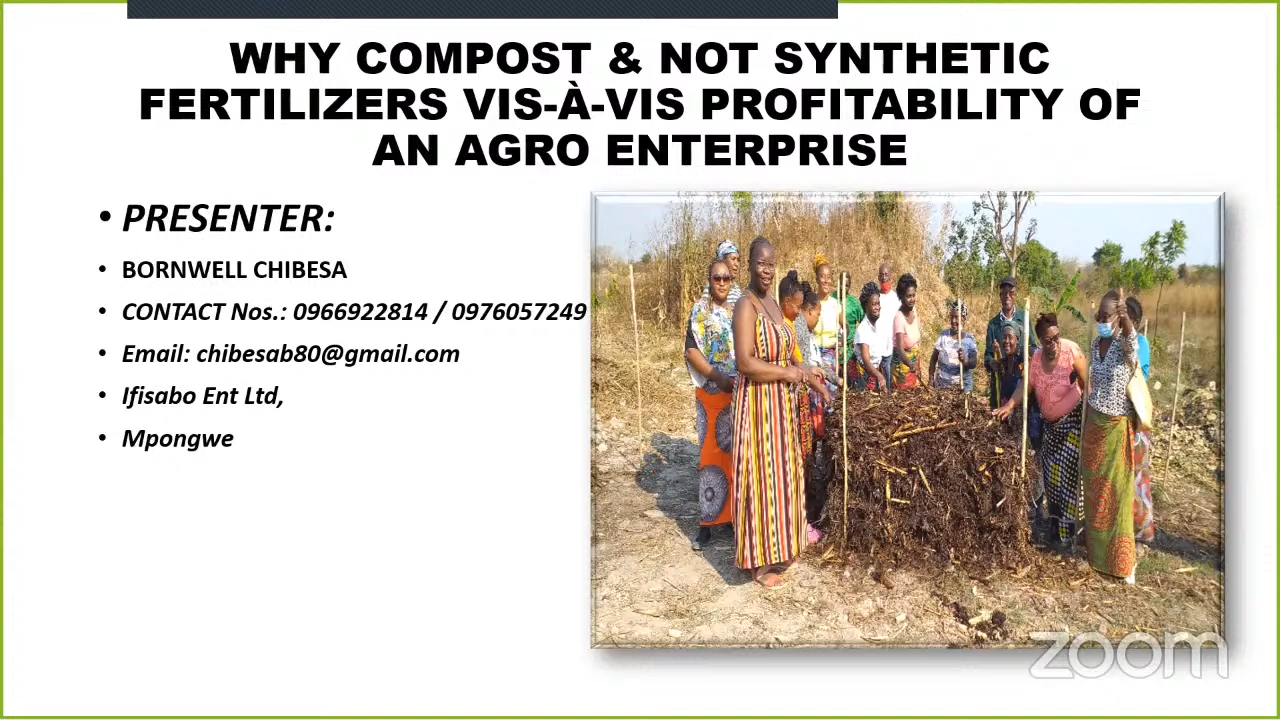 WHY COMPOST & NOT SYNTHETIC
FERTILIZERS VIS-À-VIS PROFITABILITY OF
AN AGRO ENTERPRISE
• PRESENTER:
• BORNWELL CHIBESA
• CONTACT Nos.: 0966922814 / 0976057249
• Email: chibesab80@gmail.com
• Ifisabo Ent Ltd,
• Mpongwe
zoom